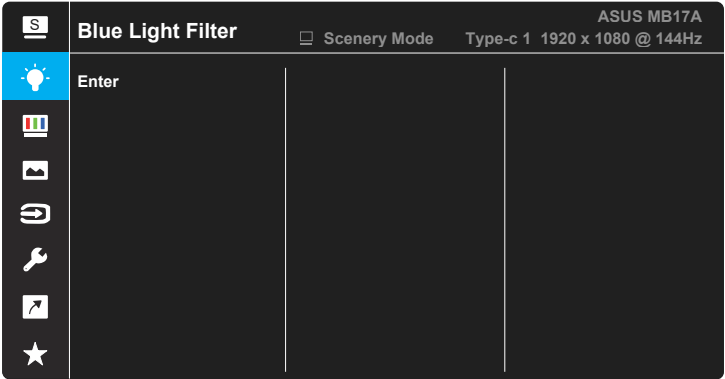 S
ASUS MB17A
Blue Light Filter
Scenery Mode Type-c 1 1920 x 1080 @ 144Hz
Enter